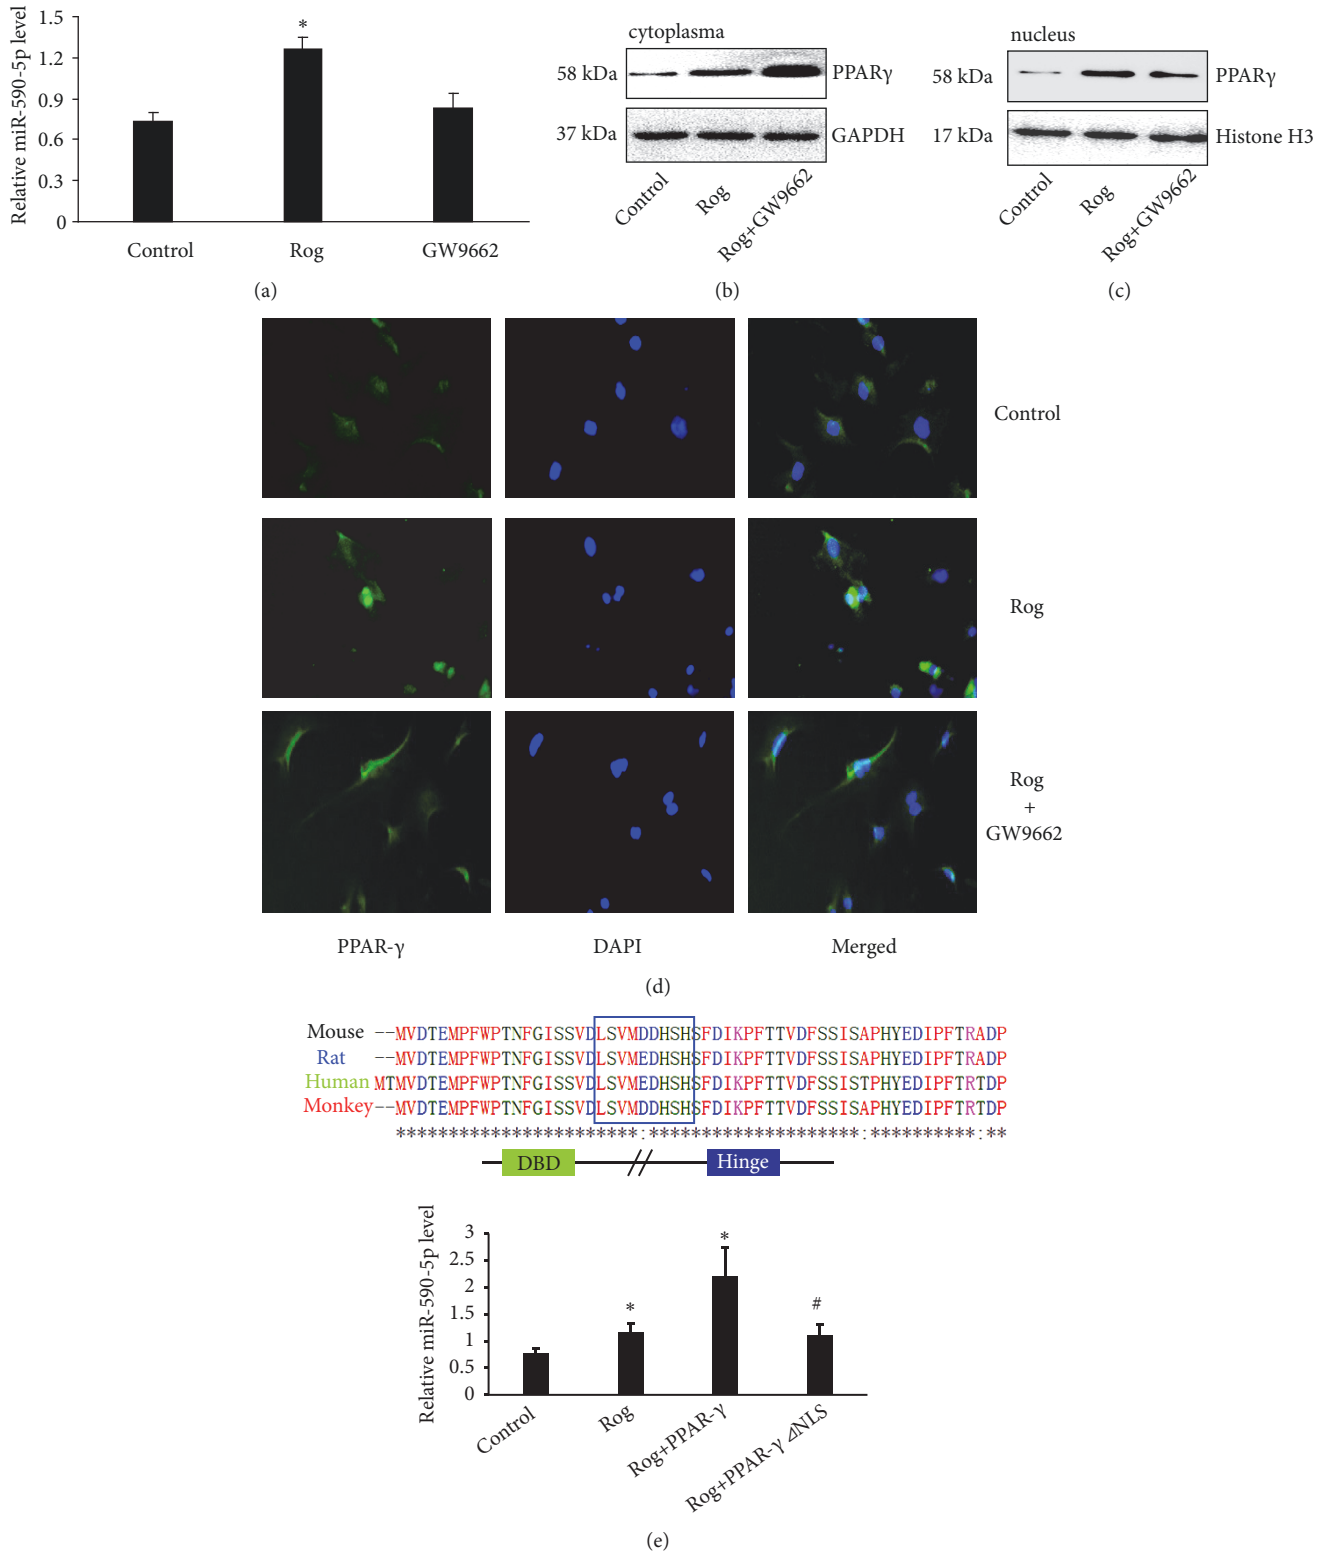 Relative miR-590-5p level
1.5
1.2
0.9
0.6
0.3
0
Control
Rog
GW9662
(a)
cytoplasma
58 kDa
PPARγ
37 kDa
GAPDH
Control
Rog
Rog+GW9662
(b)
nucleus
58 kDa
PPARγ
17 kDa
Histone H3
Control
Rog
Rog+GW9662
(c)
Control
Rog
Rog
+
GW9662
PPAR-γ
DAPI
Merged
(d)
Mouse --MVDTEMPFWPTNFGISSVDLSVMDDHSHSFDIKPFTTVDFSSISAPHYEDIPFTRADP
Rat --MVDTEMPFWPTNFGISSVDLSVMEDHSHSFDIKPFTTVDFSSISAPHYEDIPFTRADP
Human MTMVDTEMPFWPTNFGISSVDLSVMEDHSHSFDIKPFTTVDFSSISTPHYEDIPFTRTDP
Monkey --MVDTEMPFWPTNFGISSVDLSVMDDHSHSFDIKPFTTVDFSSISAPHYEDIPFTRTDP
***********************:********************:**********:**
DBD
Hinge
Relative miR-590-5p level
3
2.5
2
1.5
1
0.5
0
*
*
*
#
Control
Rog
Rog+PPAR-γ
Rog+PPAR-γ ⊿NLS
(e)